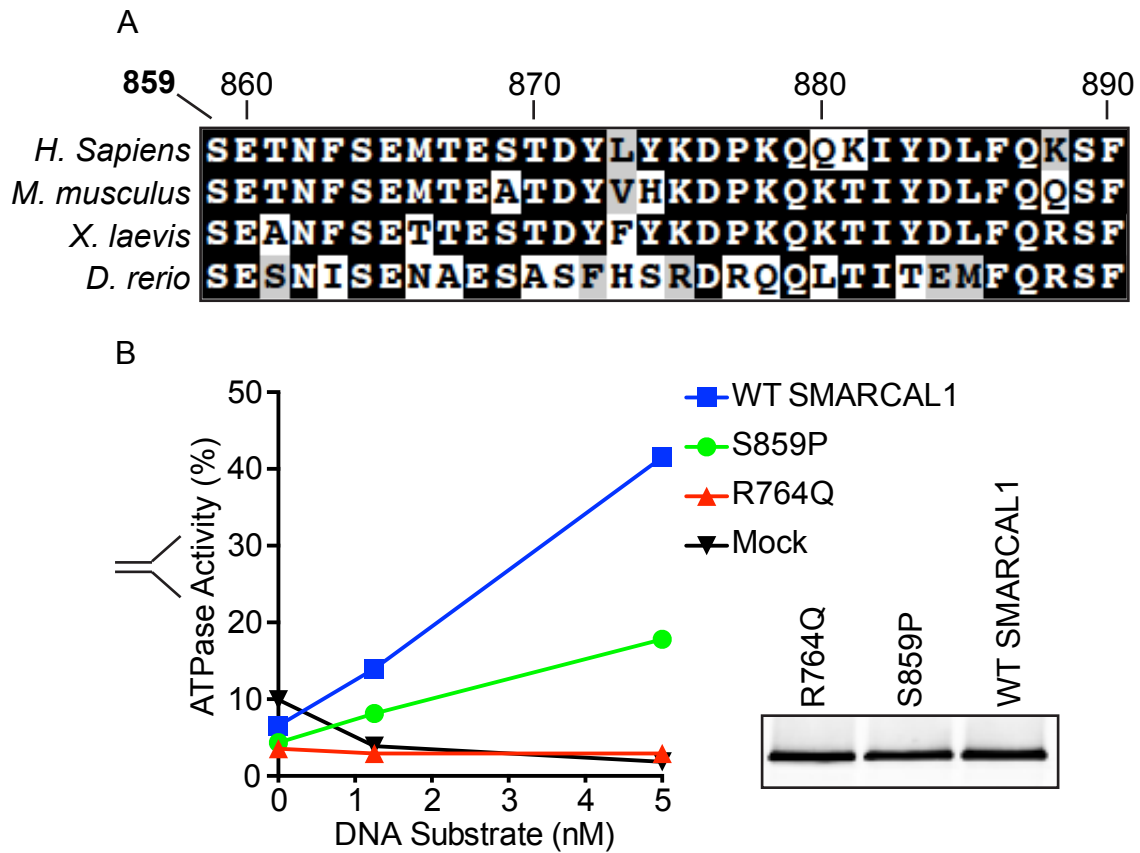 A
859 860 870 880 890
H. Sapiens SETNFSEMTESTDYLYKDPKQQKIYDLFQKSF
M. musculus SETNFSEMTEATDYVHKDPKQKTIYDLFQQSF
X. laevis SEANFSETTESTDYFYKDPKQKTIYDLFQRSF
D. rerio SESNISENAESASFHSRDRQQLTITEMFQRSF
B
ATPase Activity (%)
50
40
30
20
10
0
0 1 2 3 4 5
DNA Substrate (nM)
WT SMARCAL1
S859P
R764Q
Mock
R764Q
S859P
WT SMARCAL1